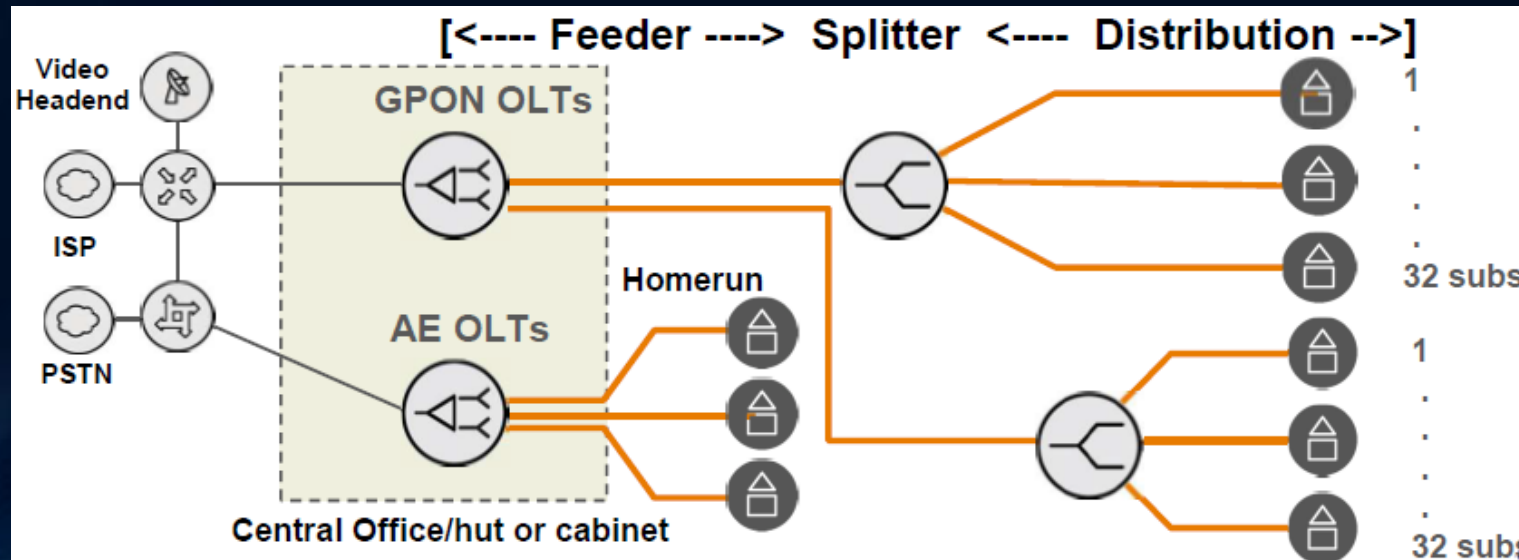 [<---- Feeder ----> Splitter <---- Distribution -->]
Video
Headend
GPON OLTs
1
.
.
.
.
32 subs
ISP
Homerun
AE OLTs
PSTN
1
.
.
.
.
32 subs
Central Office/hut or cabinet